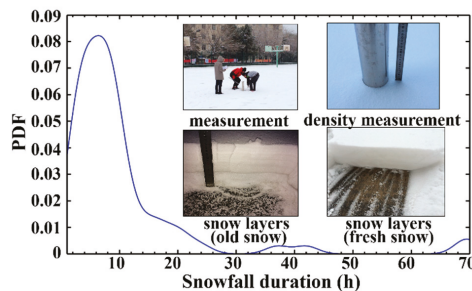 0.09
0.08
0.07
0.06
0.05
0.04
0.03
0.02
0.01
0
PDF
measurement
density measurement
snow layers
(old snow)
snow layers
(fresh snow)
10 20 30 40 50 60 70
Snowfall duration (h)